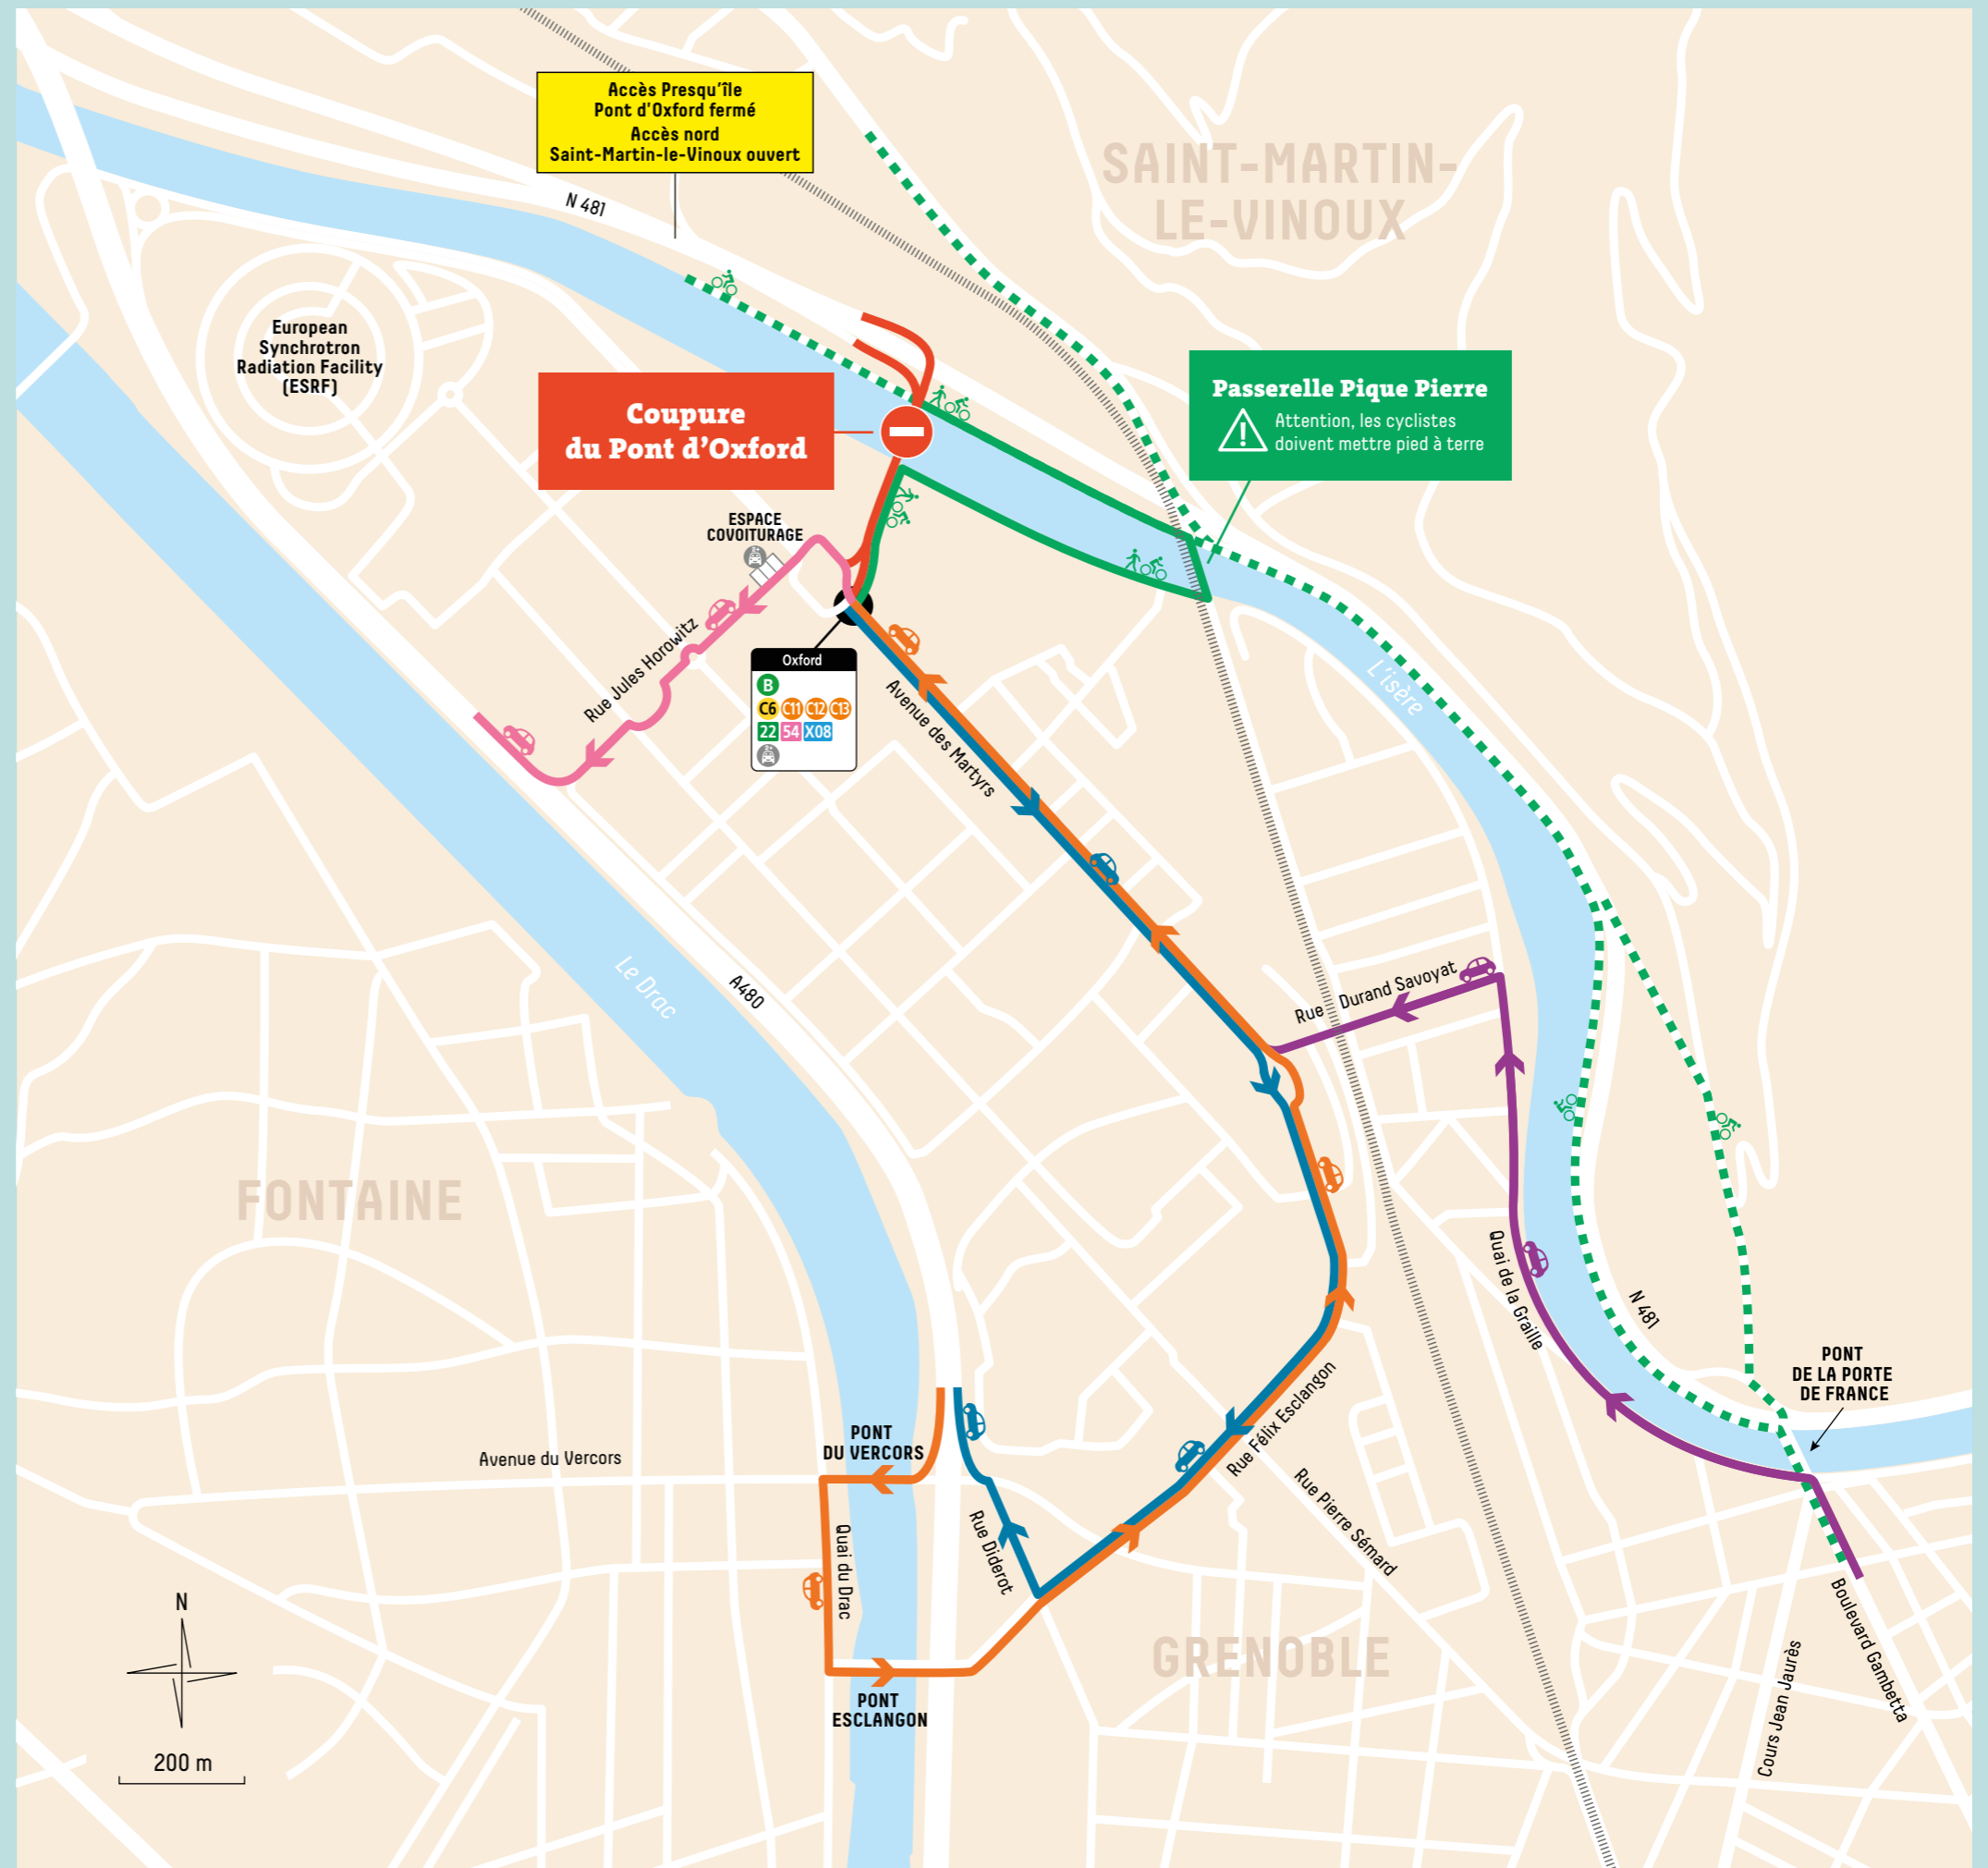 Accès Presqu’île
Pont d’Oxford fermé
Accès nord
Saint-Martin-le-Vinoux ouvert
N 481
SAINT-MARTIN-
LE-VINOUX
European
Synchrotron
Radiation Facility
(ESRF)
Coupure
du Pont d’Oxford
Passerelle Pique Pierre
Attention, les cyclistes
doivent mettre pied à terre
ESPACE
COVOITURAGE
Rue Jules Horowitz
Oxford
B
C6 C11 C12 C13
22 54 X08
Avenue des Martyrs
L'isère
Le Drac
A480
Rue Durand Savoyat
FONTAINE
Quai de la Graille
N 481
PONT
DE LA PORTE
DE FRANCE
PONT
DU VERCORS
Avenue du Vercors
Rue Félix Esclangon
Rue Pierre Sémard
Quai du Drac
Rue Diderot
PONT
ESCLANGON
GRENOBLE
Cours Jean Jaurès
Boulevard Gambetta
N
200 m